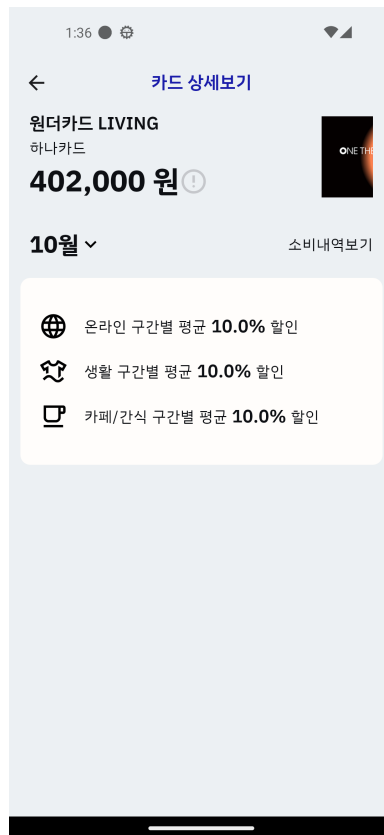 1:36
카드 상세보기
원더카드 LIVING
하나카드
402,000 원
ONE THE
10월
소비내역보기
온라인 구간별 평균 10.0% 할인
생활 구간별 평균 10.0% 할인
카페/간식 구간별 평균 10.0% 할인